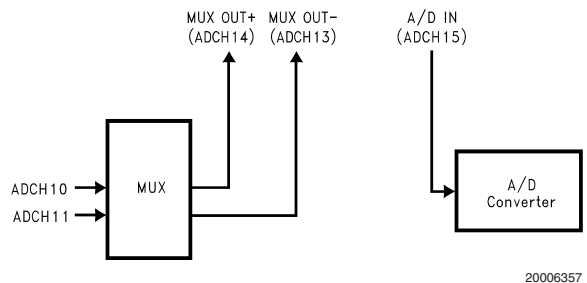 MUX OUT+ MUX OUT− A/D IN
(ADCH14) (ADCH13) (ADCH15)
ADCH10
ADCH11
MUX
A/D
Converter
20006357